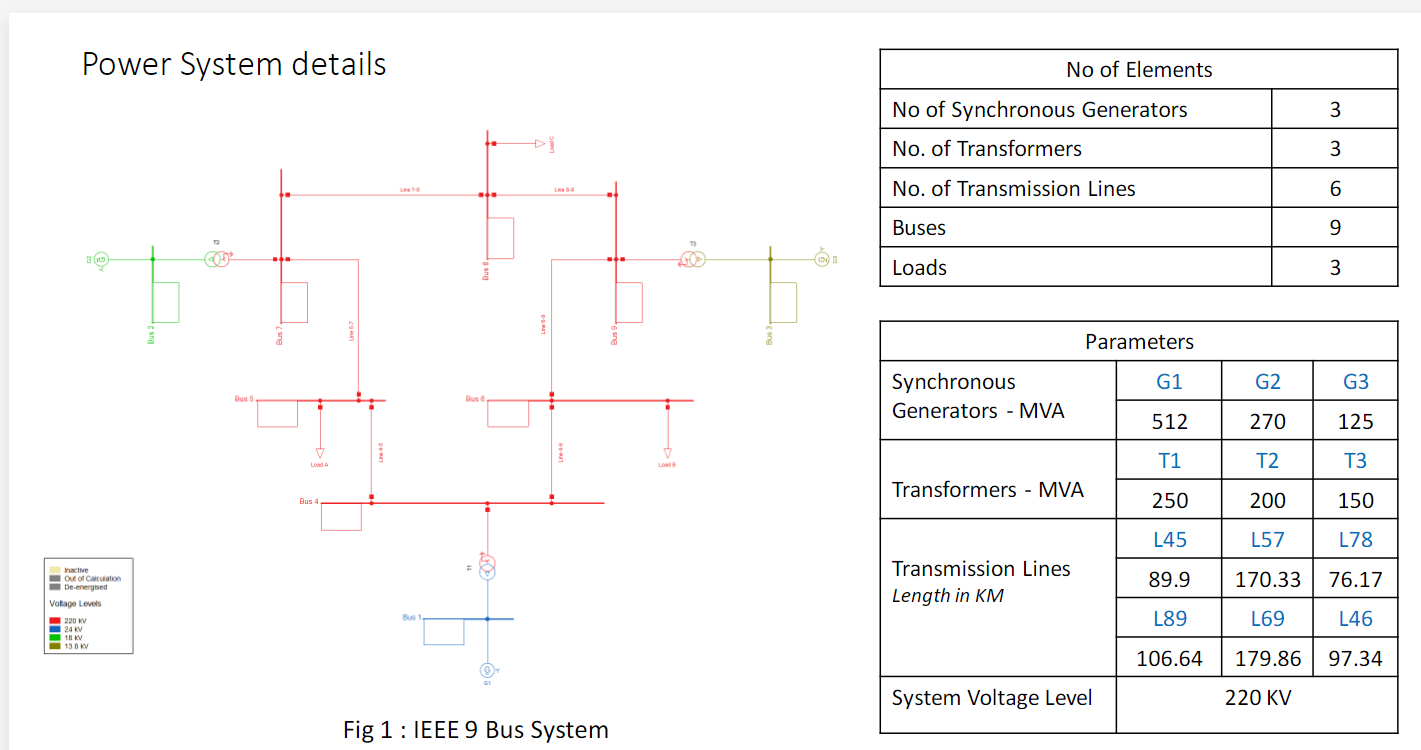 Power System details
Load C
Line 7-8
Line 8-9
T2
T3
G2
G
G
G3
Bus 2
Bus 7
Line 5-7
Bus 8
Line 6-9
Bus 9
Bus 3
Bus 5
Bus 6
Load A
Line 4-5
Line 4-6
Load B
Bus 4
T1
Bus 1
G
G1
Inactive
Out of Calculation
De-energised
Voltage Levels
220 kV
24 kV
18 kV
13.8 kV
Fig 1 : IEEE 9 Bus System
No of Elements
No of Synchronous Generators 3
No. of Transformers 3
No. of Transmission Lines 6
Buses 9
Loads 3
Parameters
Synchronous Generators - MVA
G1 G2 G3
512 270 125
Transformers - MVA
T1 T2 T3
250 200 150
Transmission Lines
Length in KM
L45 L57 L78
89.9 170.33 76.17
L89 L69 L46
106.64 179.86 97.34
System Voltage Level 220 KV